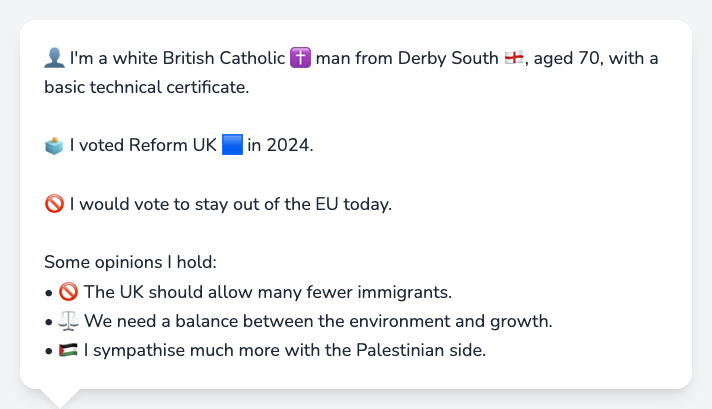 👤 I'm a white British Catholic ✝️ man from Derby South 🏴󠁧󠁢󠁥󠁮󠁧󠁿, aged 70, with a
basic technical certificate.
🗳️ I voted Reform UK 🟦 in 2024.
🚫 I would vote to stay out of the EU today.
Some opinions I hold:
• 🚫 The UK should allow many fewer immigrants.
• ⚖️ We need a balance between the environment and growth.
• 🇵🇸 I sympathise much more with the Palestinian side.